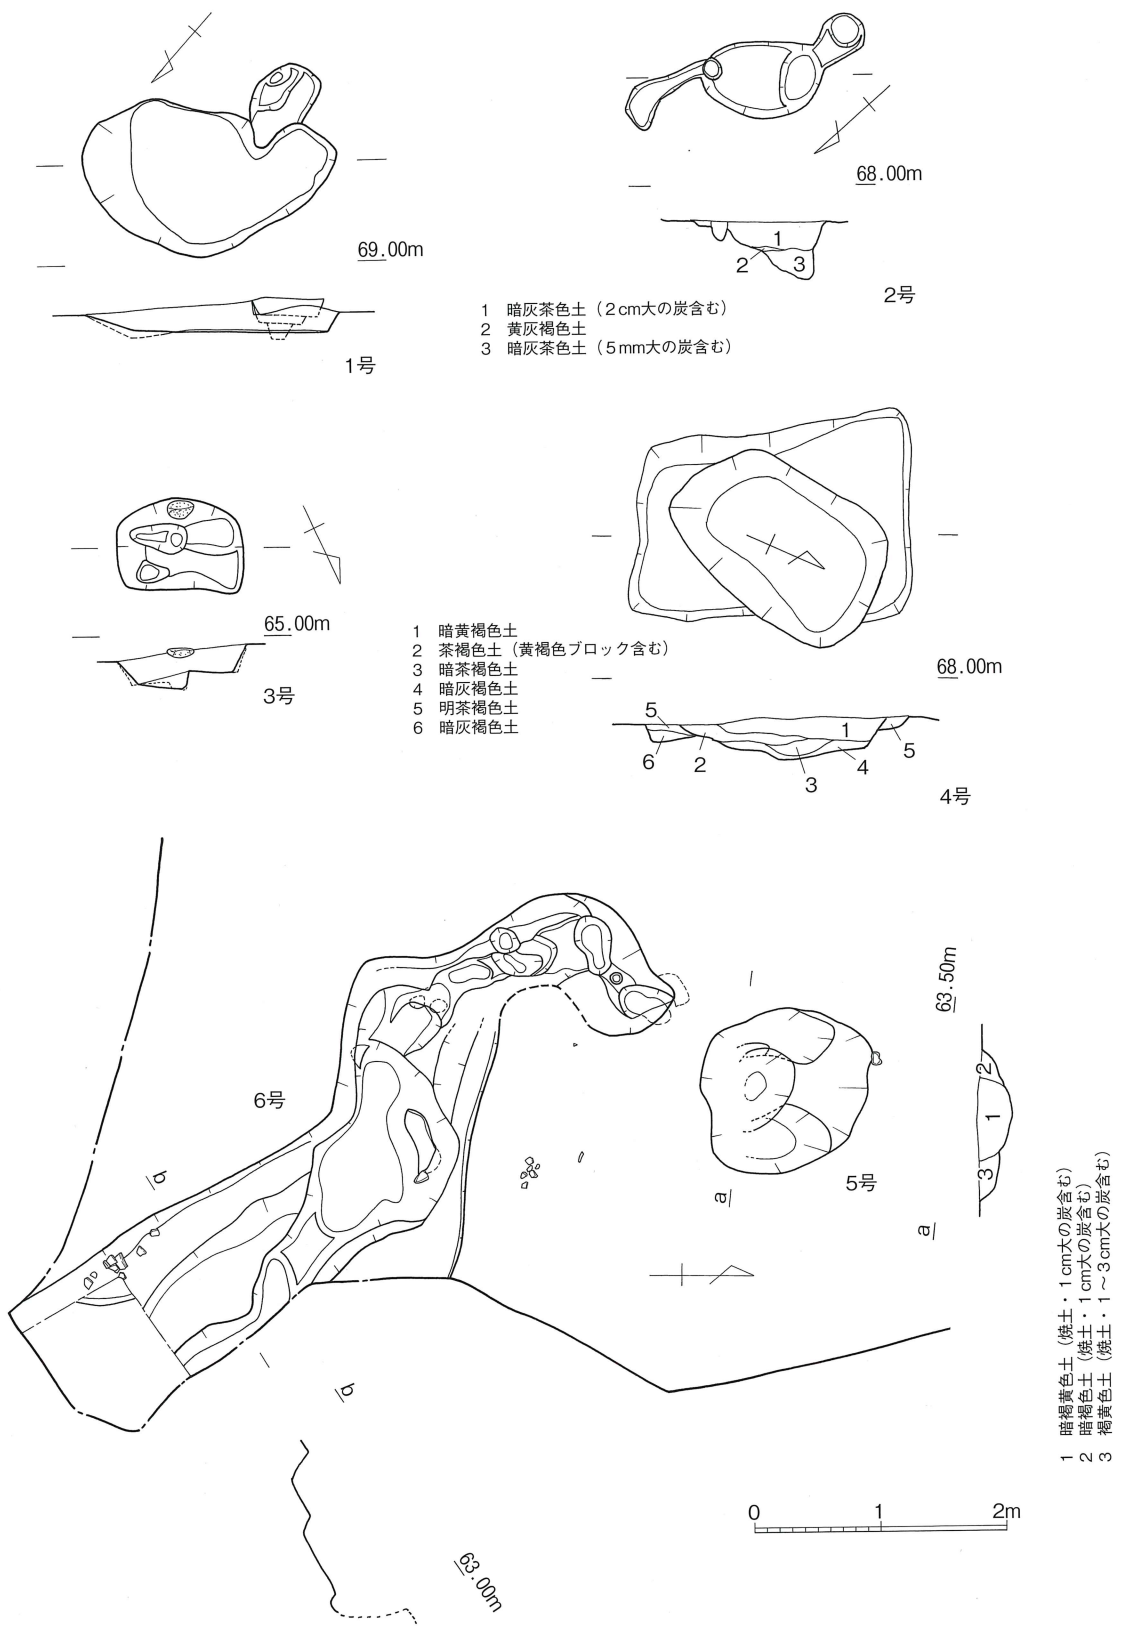 69.00m
1号
68.00m
1
2
3
2号
1 暗灰茶色土（2cm大の炭含む）
2 黄灰褐色土
3 暗灰茶色土（5mm大の炭含む）
65.00m
3号
1 暗黄褐色土
2 茶褐色土（黄褐色ブロック含む）
3 暗茶褐色土
4 暗灰褐色土
5 明茶褐色土
6 暗灰褐色土
68.00m
5
1
6
2
3
4
5
4号
6号
b
b
63.00m
5号
a
a
63.50m
2
1
3
1 暗褐黄色土（焼土・1cm大の炭含む）
2 暗褐色土（焼土・1cm大の炭含む）
3 褐黄色土（焼土・1～3cm大の炭含む）
0 1 2m